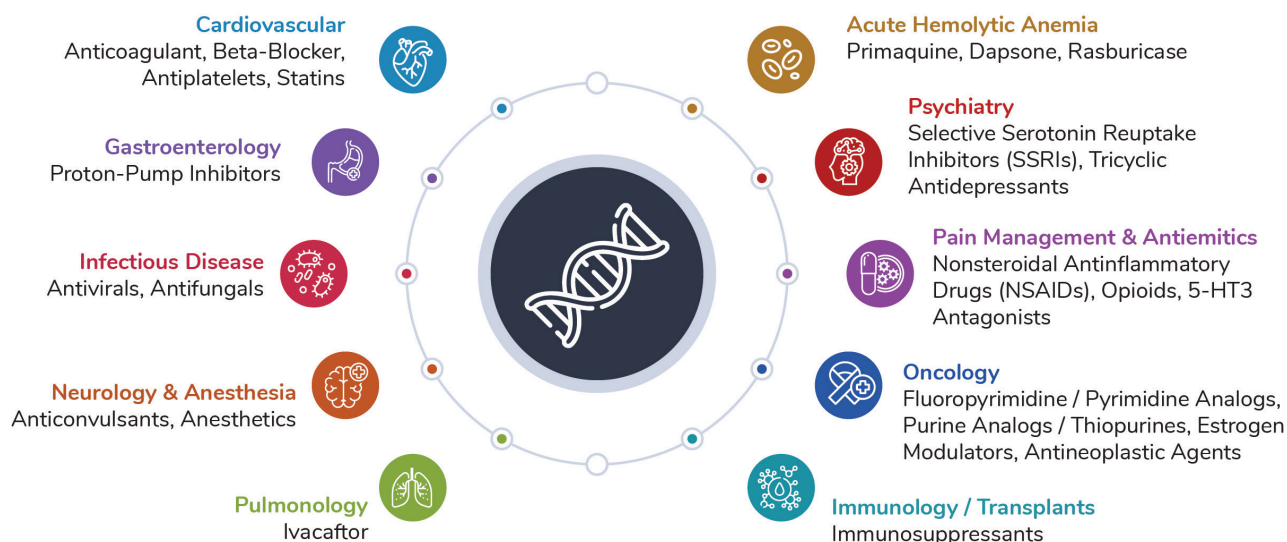 Cardiovascular
Anticoagulant, Beta-Blocker,
Antiplatelets, Statins
Gastroenterology
Proton-Pump Inhibitors
Infectious Disease
Antivirals, Antifungals
Neurology & Anesthesia
Anticonvulsants, Anesthetics
Pulmonology
Ivacaftor
Acute Hemolytic Anemia
Primaquine, Dapsone, Rasburicase
Psychiatry
Selective Serotonin Reuptake
Inhibitors (SSRIs), Tricyclic
Antidepressants
Pain Management & Antiemitics
Nonsteroidal Antinflammatory
Drugs (NSAIDs), Opioids, 5-HT3
Antagonists
Oncology
Fluoropyrimidine / Pyrimidine Analogs,
Purine Analogs / Thiopurines, Estrogen
Modulators, Antineoplastic Agents
Immunology / Transplants
Immunosuppressants